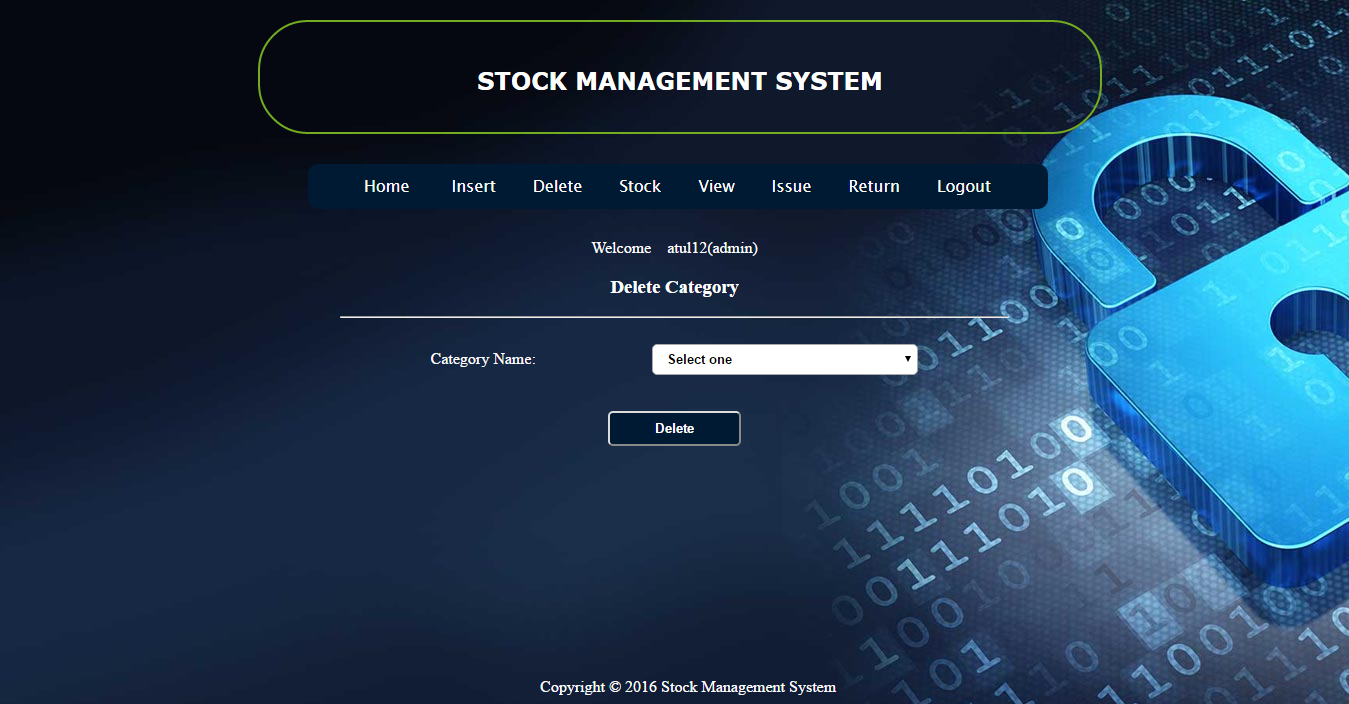 STOCK MANAGEMENT SYSTEM
Home Insert Delete Stock View Issue Return Logout
Welcome atul12(admin)
Delete Category
Category Name: Select one
Delete
Copyright © 2016 Stock Management System